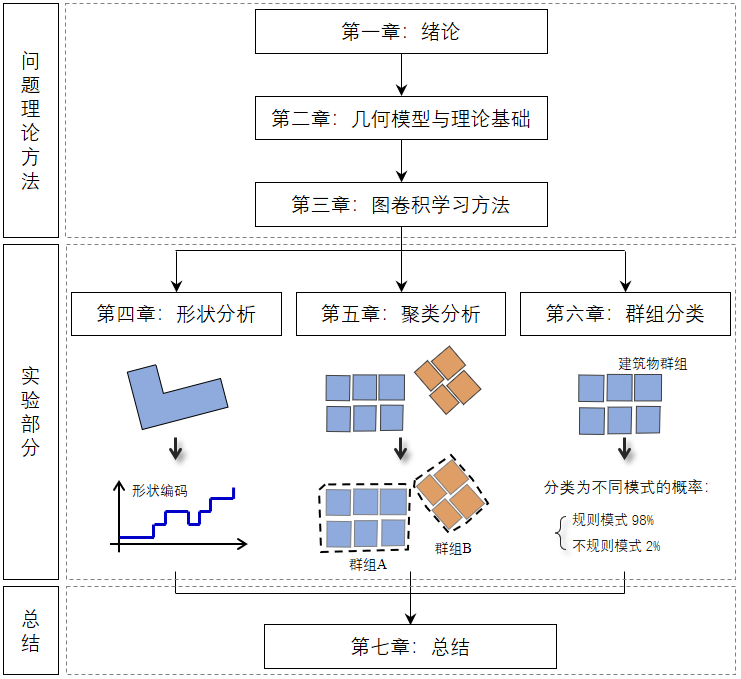 问题理论方法
第一章：绪论
第二章：几何模型与理论基础
第三章：图卷积学习方法
实验部分
第四章：形状分析
第五章：聚类分析
第六章：群组分类
建筑物群组
形状编码
群组A
群组B
分类为不同模式的概率：
规则模式 98%
不规则模式 2%
总结
第七章：总结